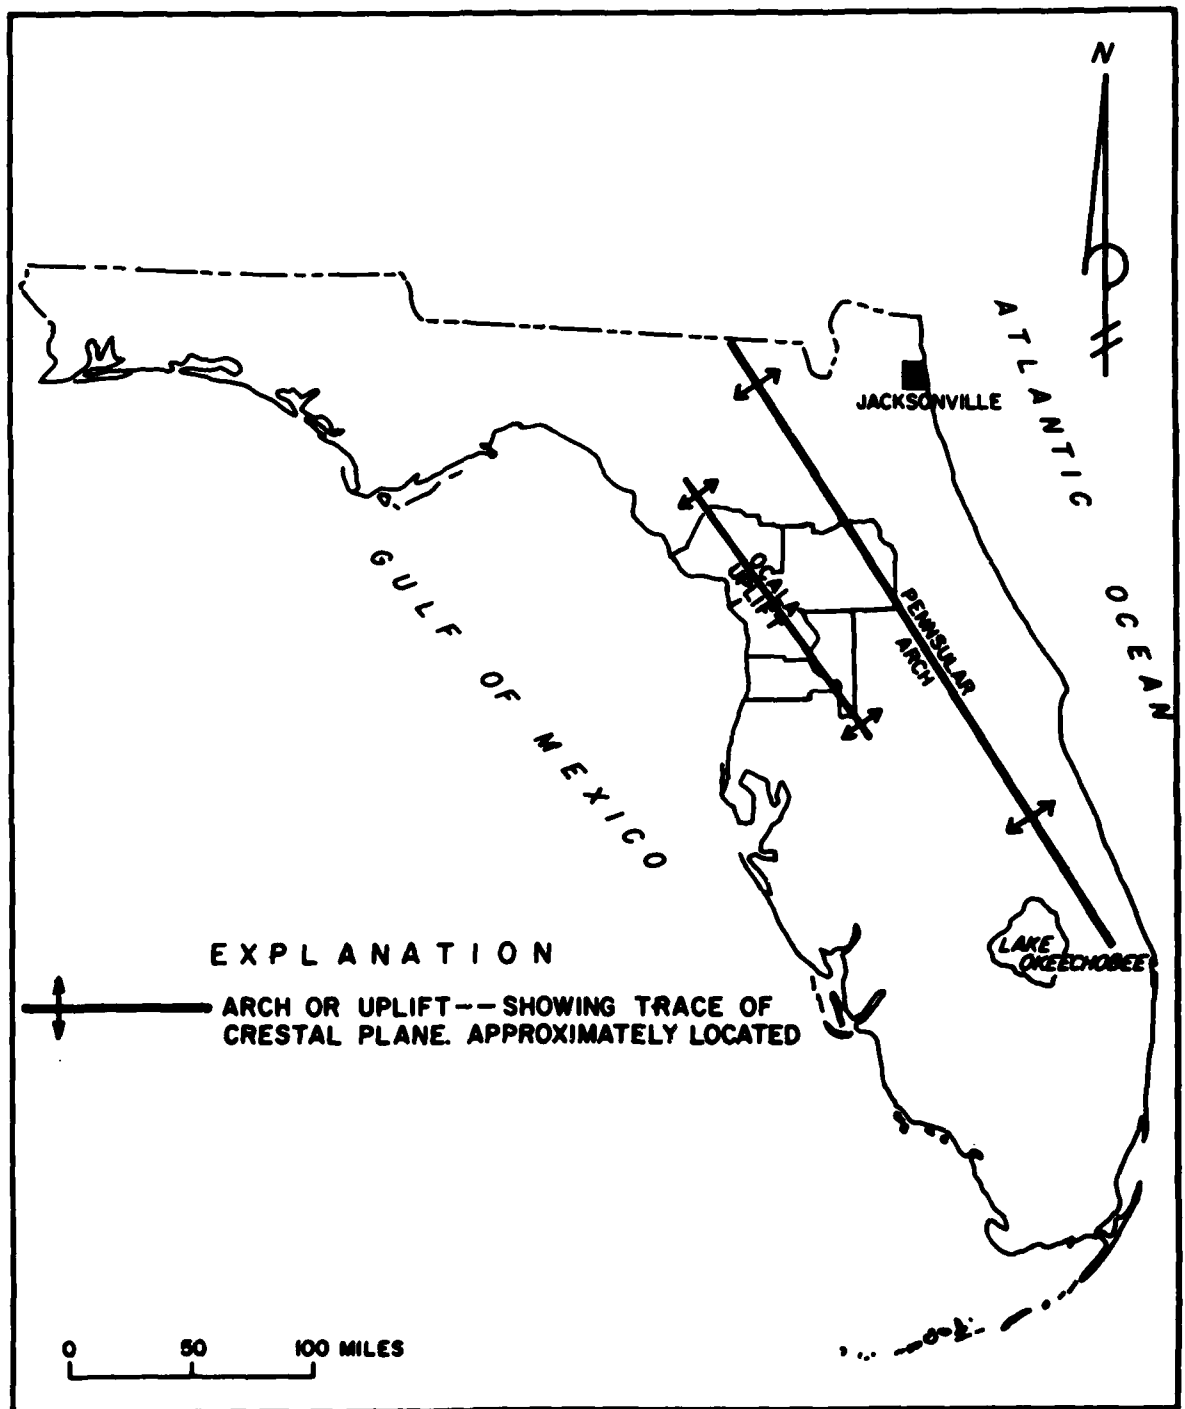 N
ATLANTIC
OCEAN
JACKSONVILLE
GULF OF MEXICO
OCALA
UPLIFT
PENNSULAR
ARCH
LAKE
OKEECHOBEE
EXPLANATION
ARCH OR UPLIFT--SHOWING TRACE OF
CRESTAL PLANE. APPROXIMATELY LOCATED
0 50 100 MILES